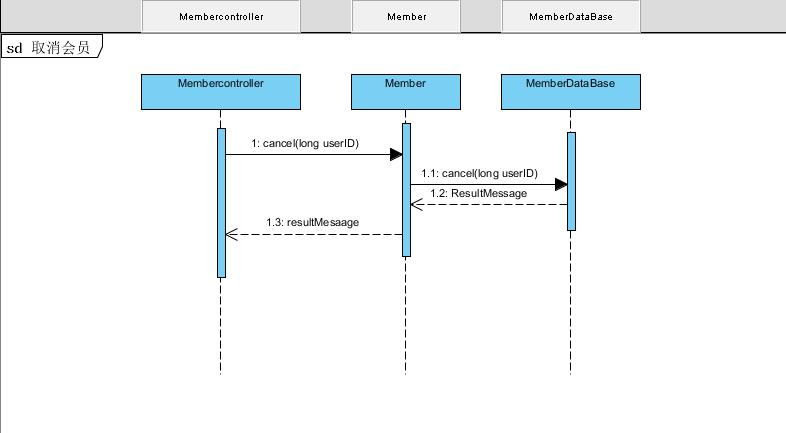 Membercontroller
Member
MemberDataBase
sd 取消会员
Membercontroller
Member
MemberDataBase
1: cancel(long userID)
1.1: cancel(long userID)
1.2: ResultMessage
1.3: resultMesaage